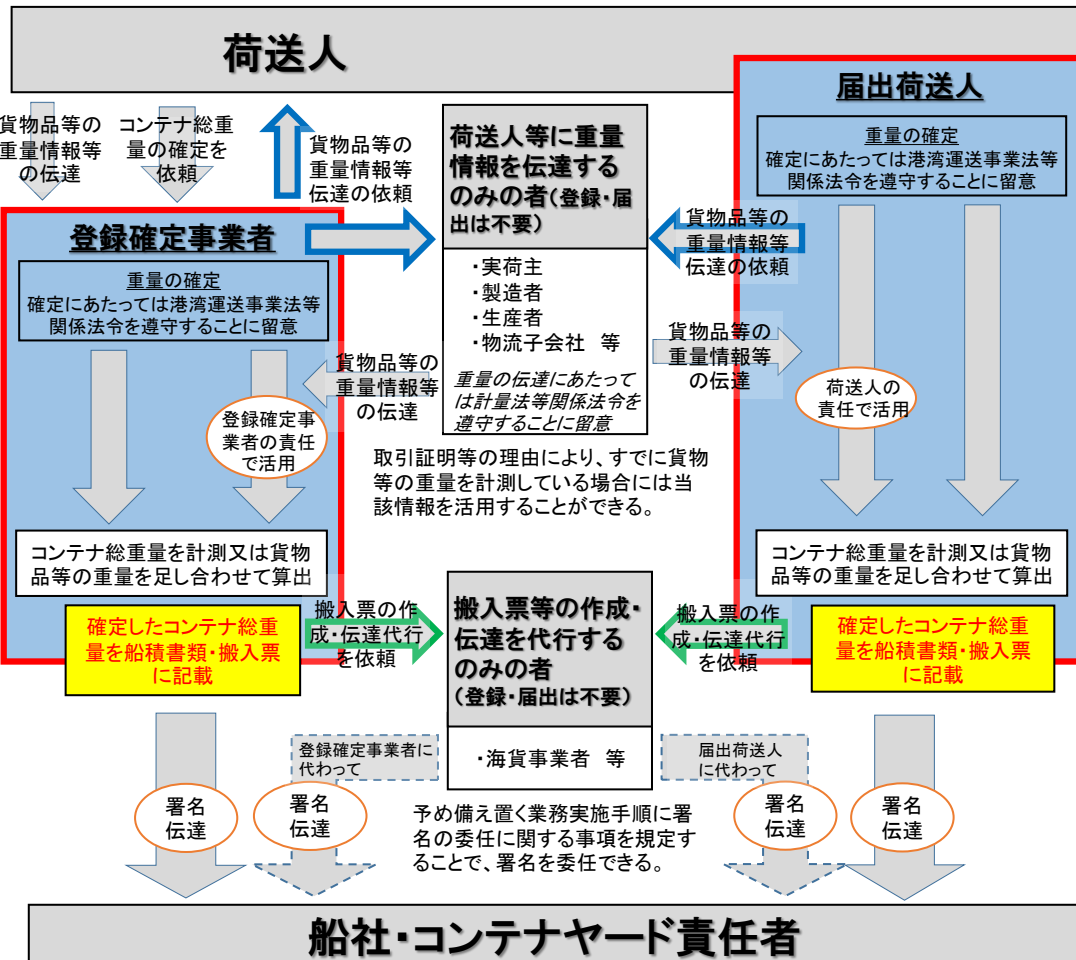 荷送人
貨物品等の
重量情報等
の伝達
コンテナ総重
量の確定を
依頼
貨物品等の
重量情報等
伝達の依頼
登録確定事業者
重量の確定
確定にあたっては港湾運送事業法等
関係法令を遵守することに留意
登録確定事
業者の責任
で活用
コンテナ総重量を計測又は貨物
品等の重量を足し合わせて算出
確定したコンテナ総重
量を船積書類・搬入票
に記載
荷送人等に重量
情報を伝達する
のみの者(登録・届
出は不要)
・実荷主
・製造者
・生産者
・物流子会社 等
重量の伝達にあたって
は計量法等関係法令を
遵守することに留意
貨物品等の
重量情報等
の伝達
取引証明等の理由により、すでに貨物
等の重量を計測している場合には当
該情報を活用することができる。
届出荷送人
重量の確定
確定にあたっては港湾運送事業法等
関係法令を遵守することに留意
貨物品等の
重量情報等
伝達の依頼
貨物品等の
重量情報等
の伝達
荷送人の
責任で活用
コンテナ総重量を計測又は貨物
品等の重量を足し合わせて算出
確定したコンテナ総重
量を船積書類・搬入票
に記載
搬入票の作
成・伝達代行
を依頼
搬入票等の作成・
伝達を代行する
のみの者
(登録・届出は不要)
・海貨事業者 等
搬入票の作
成・伝達代行
を依頼
登録確定事業者に
代わって
届出荷送人
に代わって
署名
伝達
署名
伝達
予め備え置く業務実施手順に署
名の委任に関する事項を規定す
ることで、署名を委任できる。
署名
伝達
署名
伝達
船社・コンテナヤード責任者